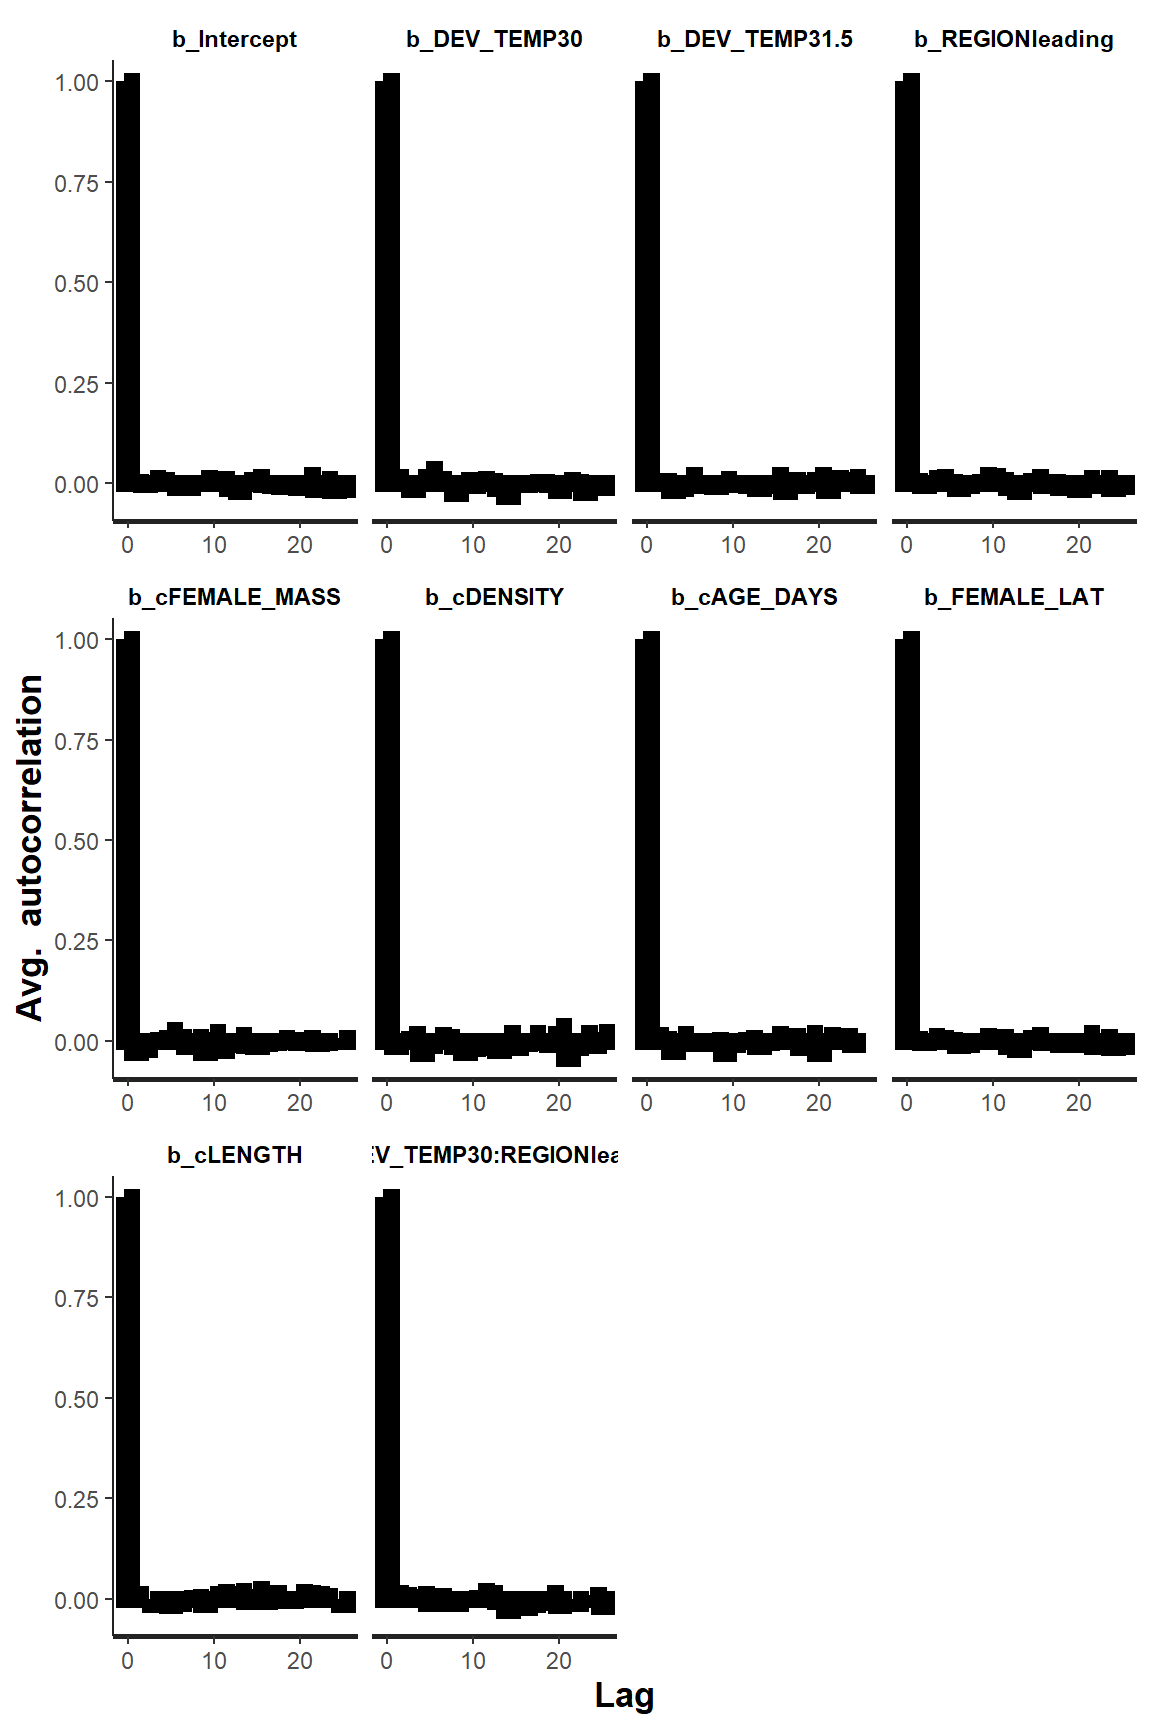 b_Intercept b_DEV_TEMP30 b_DEV_TEMP31.5 b_REGIONleading
1.00
0.75
0.50
0.25
0.00
0 10 20 0 10 20 0 10 20 0 10 20
b_cFEMALE_MASS b_cDENSITY b_cAGE_DAYS b_FEMALE_LAT
1.00
0.75
0.50
0.25
0.00
0 10 20 0 10 20 0 10 20 0 10 20
Avg. autocorrelation
b_cLENGTH EV_TEMP30:REGIONlea
1.00
0.75
0.50
0.25
0.00
0 10 20 0 10 20
Lag